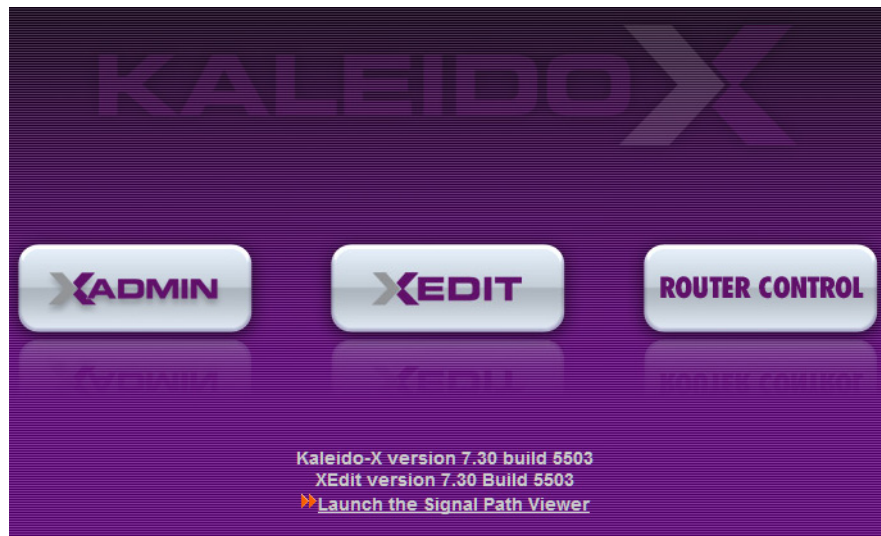 KALEIDOX
XADMIN
XEDIT
ROUTER CONTROL
Kaleido-X version 7.30 build 5503
XEdit version 7.30 Build 5503
Launch the Signal Path Viewer